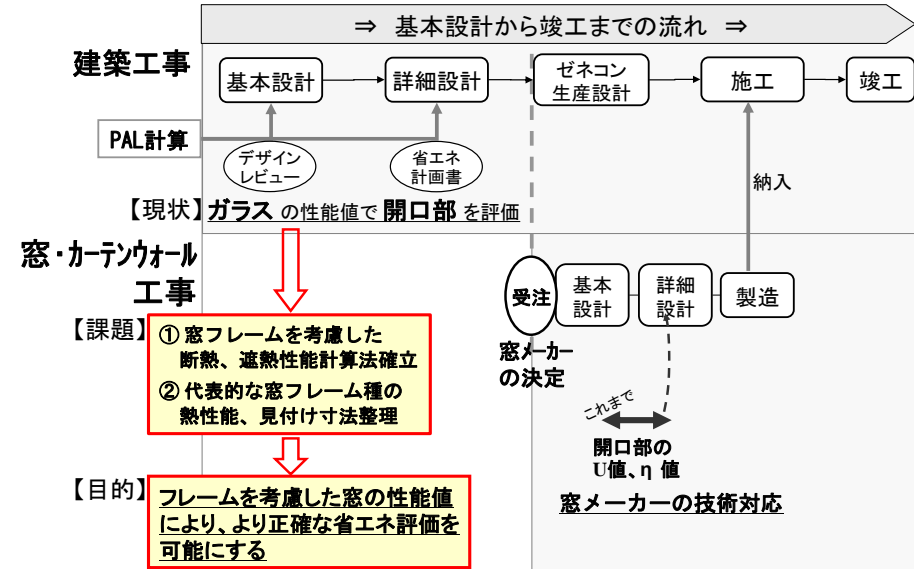 ⇒ 基本設計から竣工までの流れ ⇒
建築工事
基本設計
詳細設計
ゼネコン
生産設計
施工
竣工
PAL計算
デザイン
レビュー
省エネ
計画書
納入
【現状】ガラス の性能値で 開口部 を評価
窓・カーテンウォール
工事
受注
基本
設計
詳細
設計
製造
窓メーカー
の決定
【課題】
① 窓フレームを考慮した
断熱、遮熱性能計算法確立
② 代表的な窓フレーム種の
熱性能、見付け寸法整理
これまで
開口部の
U値、η 値
窓メーカーの技術対応
【目的】
フレームを考慮した窓の性能値
により、より正確な省エネ評価を
可能にする